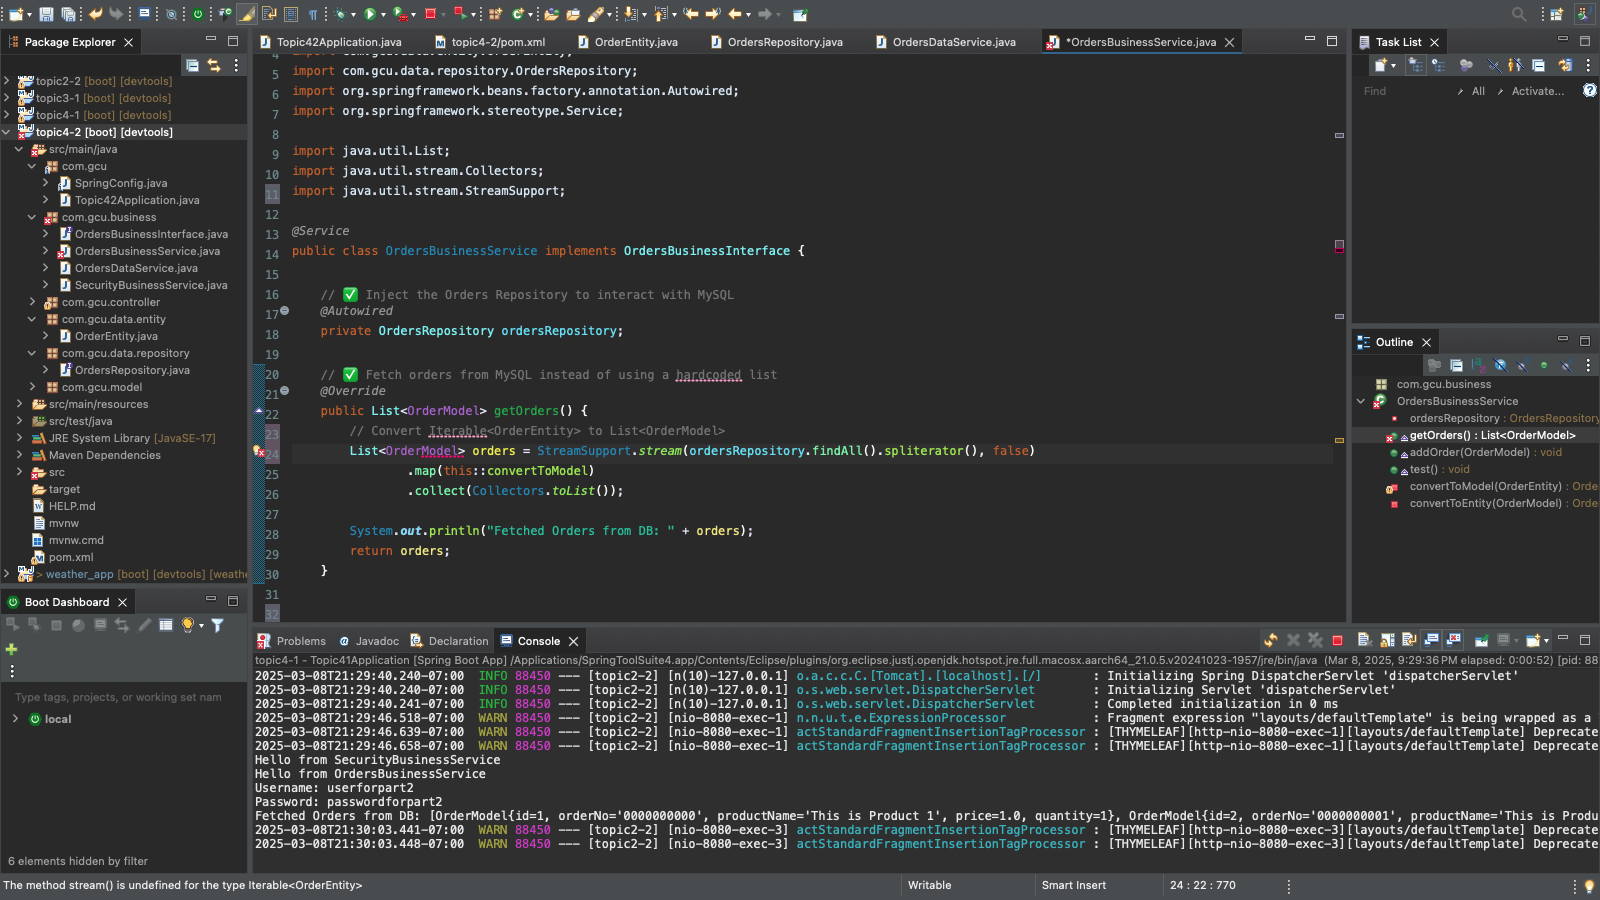 Package Explorer
topic2-2 [boot] [devtools]
topic3-1 [boot] [devtools]
topic4-1 [boot] [devtools]
topic4-2 [boot] [devtools]
src/main/java
com.gcu
SpringConfig.java
Topic42Application.java
com.gcu.business
OrdersBusinessInterface.java
OrdersBusinessService.java
OrdersDataService.java
SecurityBusinessService.java
com.gcu.controller
com.gcu.data.entity
OrderEntity.java
com.gcu.data.repository
OrdersRepository.java
com.gcu.model
src/main/resources
src/test/java
JRE System Library [JavaSE-17]
Maven Dependencies
src
target
HELP.md
mvnw
mvnw.cmd
pom.xml
> weather_app [boot] [devtools] [weathe
Boot Dashboard
Type tags, projects, or working set nam
local
6 elements hidden by filter
Topic42Application.java topic4-2/pom.xml OrderEntity.java OrdersRepository.java OrdersDataService.java *OrdersBusinessService.java
5 import com.gcu.data.repository.OrdersRepository;
6 import org.springframework.beans.factory.annotation.Autowired;
7 import org.springframework.stereotype.Service;
8
9 import java.util.List;
10 import java.util.stream.Collectors;
11 import java.util.stream.StreamSupport;
12
13 @Service
14 public class OrdersBusinessService implements OrdersBusinessInterface {
15
16 // ✅ Inject the Orders Repository to interact with MySQL
17 @Autowired
18 private OrdersRepository ordersRepository;
19
20 // ✅ Fetch orders from MySQL instead of using a hardcoded list
21 @Override
22 public List<OrderModel> getOrders() {
23 // Convert Iterable<OrderEntity> to List<OrderModel>
24 List<OrderModel> orders = StreamSupport.stream(ordersRepository.findAll().spliterator(), false)
25 .map(this::convertToModel)
26 .collect(Collectors.toList());
27
28 System.out.println("Fetched Orders from DB: " + orders);
29 return orders;
30 }
31
32
Task List
Find All Activate...
Outline
com.gcu.business
OrdersBusinessService
ordersRepository : OrdersRepository
getOrders() : List<OrderModel>
addOrder(OrderModel) : void
test() : void
convertToModel(OrderEntity) : Orde
convertToEntity(OrderModel) : Orde
Problems Javadoc Declaration Console
topic4-1 - Topic41Application [Spring Boot App] /Applications/SpringToolSuite4.app/Contents/Eclipse/plugins/org.eclipse.justj.openjdk.hotspot.jre.full.macosx.aarch64_21.0.5.v20241023-1957/jre/bin/java (Mar 8, 2025, 9:29:36 PM elapsed: 0:00:52) [pid: 88
2025-03-08T21:29:40.240-07:00 INFO 88450 --- [topic2-2] [n(10)-127.0.0.1] o.a.c.c.C.[Tomcat].[localhost].[/] : Initializing Spring DispatcherServlet 'dispatcherServlet'
2025-03-08T21:29:40.240-07:00 INFO 88450 --- [topic2-2] [n(10)-127.0.0.1] o.s.web.servlet.DispatcherServlet : Initializing Servlet 'dispatcherServlet'
2025-03-08T21:29:40.241-07:00 INFO 88450 --- [topic2-2] [n(10)-127.0.0.1] o.s.web.servlet.DispatcherServlet : Completed initialization in 0 ms
2025-03-08T21:29:46.518-07:00 WARN 88450 --- [topic2-2] [nio-8080-exec-1] n.n.u.t.e.ExpressionProcessor : Fragment expression "layouts/defaultTemplate" is being wrapped as a
2025-03-08T21:29:46.639-07:00 WARN 88450 --- [topic2-2] [nio-8080-exec-1] actStandardFragmentInsertionTagProcessor : [THYMELEAF][http-nio-8080-exec-1][layouts/defaultTemplate] Deprecate
2025-03-08T21:29:46.658-07:00 WARN 88450 --- [topic2-2] [nio-8080-exec-1] actStandardFragmentInsertionTagProcessor : [THYMELEAF][http-nio-8080-exec-1][layouts/defaultTemplate] Deprecate
Hello from SecurityBusinessService
Hello from OrdersBusinessService
Username: userforpart2
Password: passwordforpart2
Fetched Orders from DB: [OrderModel{id=1, orderNo='0000000000', productName='This is Product 1', price=1.0, quantity=1}, OrderModel{id=2, orderNo='0000000001', productName='This is Produ
2025-03-08T21:30:03.441-07:00 WARN 88450 --- [topic2-2] [nio-8080-exec-3] actStandardFragmentInsertionTagProcessor : [THYMELEAF][http-nio-8080-exec-3][layouts/defaultTemplate] Deprecate
2025-03-08T21:30:03.448-07:00 WARN 88450 --- [topic2-2] [nio-8080-exec-3] actStandardFragmentInsertionTagProcessor : [THYMELEAF][http-nio-8080-exec-3][layouts/defaultTemplate] Deprecate
The method stream() is undefined for the type Iterable<OrderEntity> Writable Smart Insert 24 : 22 : 770